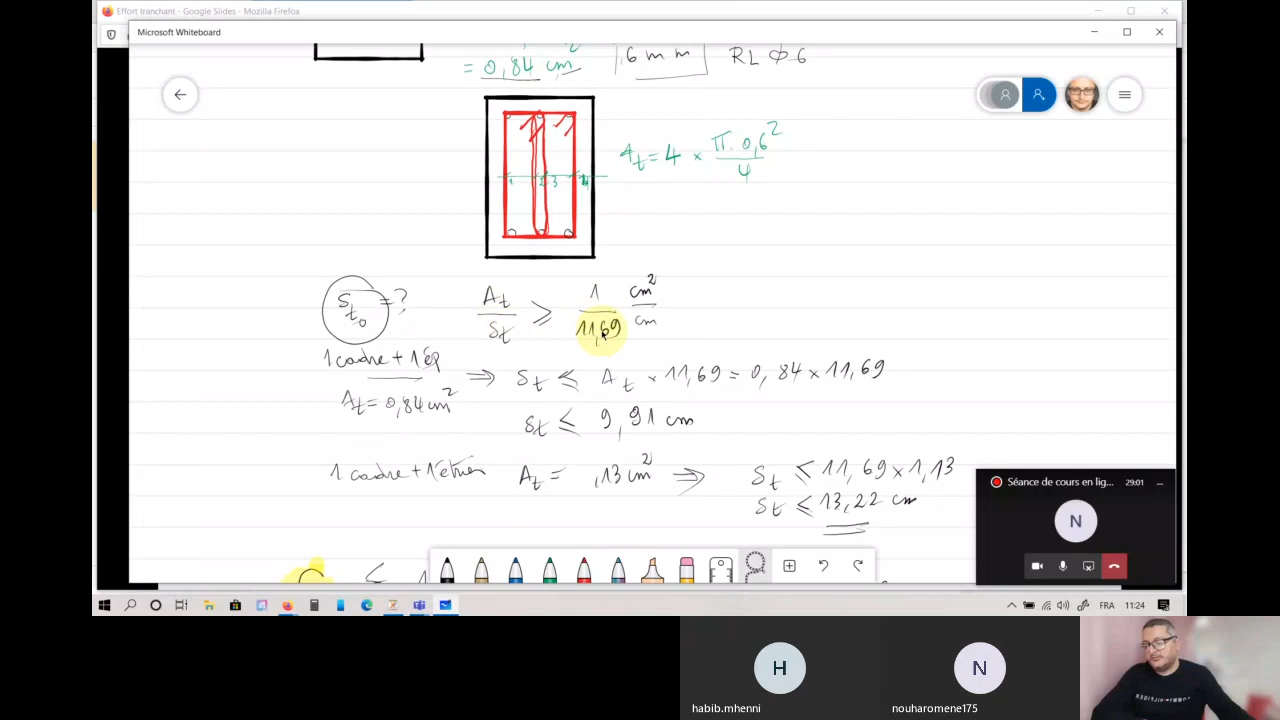 Effort tranchant - Google Slides - Mozilla Firefox
Microsoft Whiteboard
= 0,84 cm²
6 mm
RL Φ 6
1 2 3 4
At = 4 × π. 0,6² / 4
St0 = ?
At / St ≥ 1 / 11,69 cm² / cm
1 cadre + 1 ép
At = 0,84 cm²
⇒ St ≤ At × 11,69 = 0,84 × 11,69
St ≤ 9,91 cm
1 cadre + 1 étrier At = ,13 cm² ⇒ St ≤ 11,69 × 1,13
St ≤ 13,22 cm
Séance de cours en lig... 29:01
N
FRA 11:24
H
N
habib.mhenni
nouharomene175